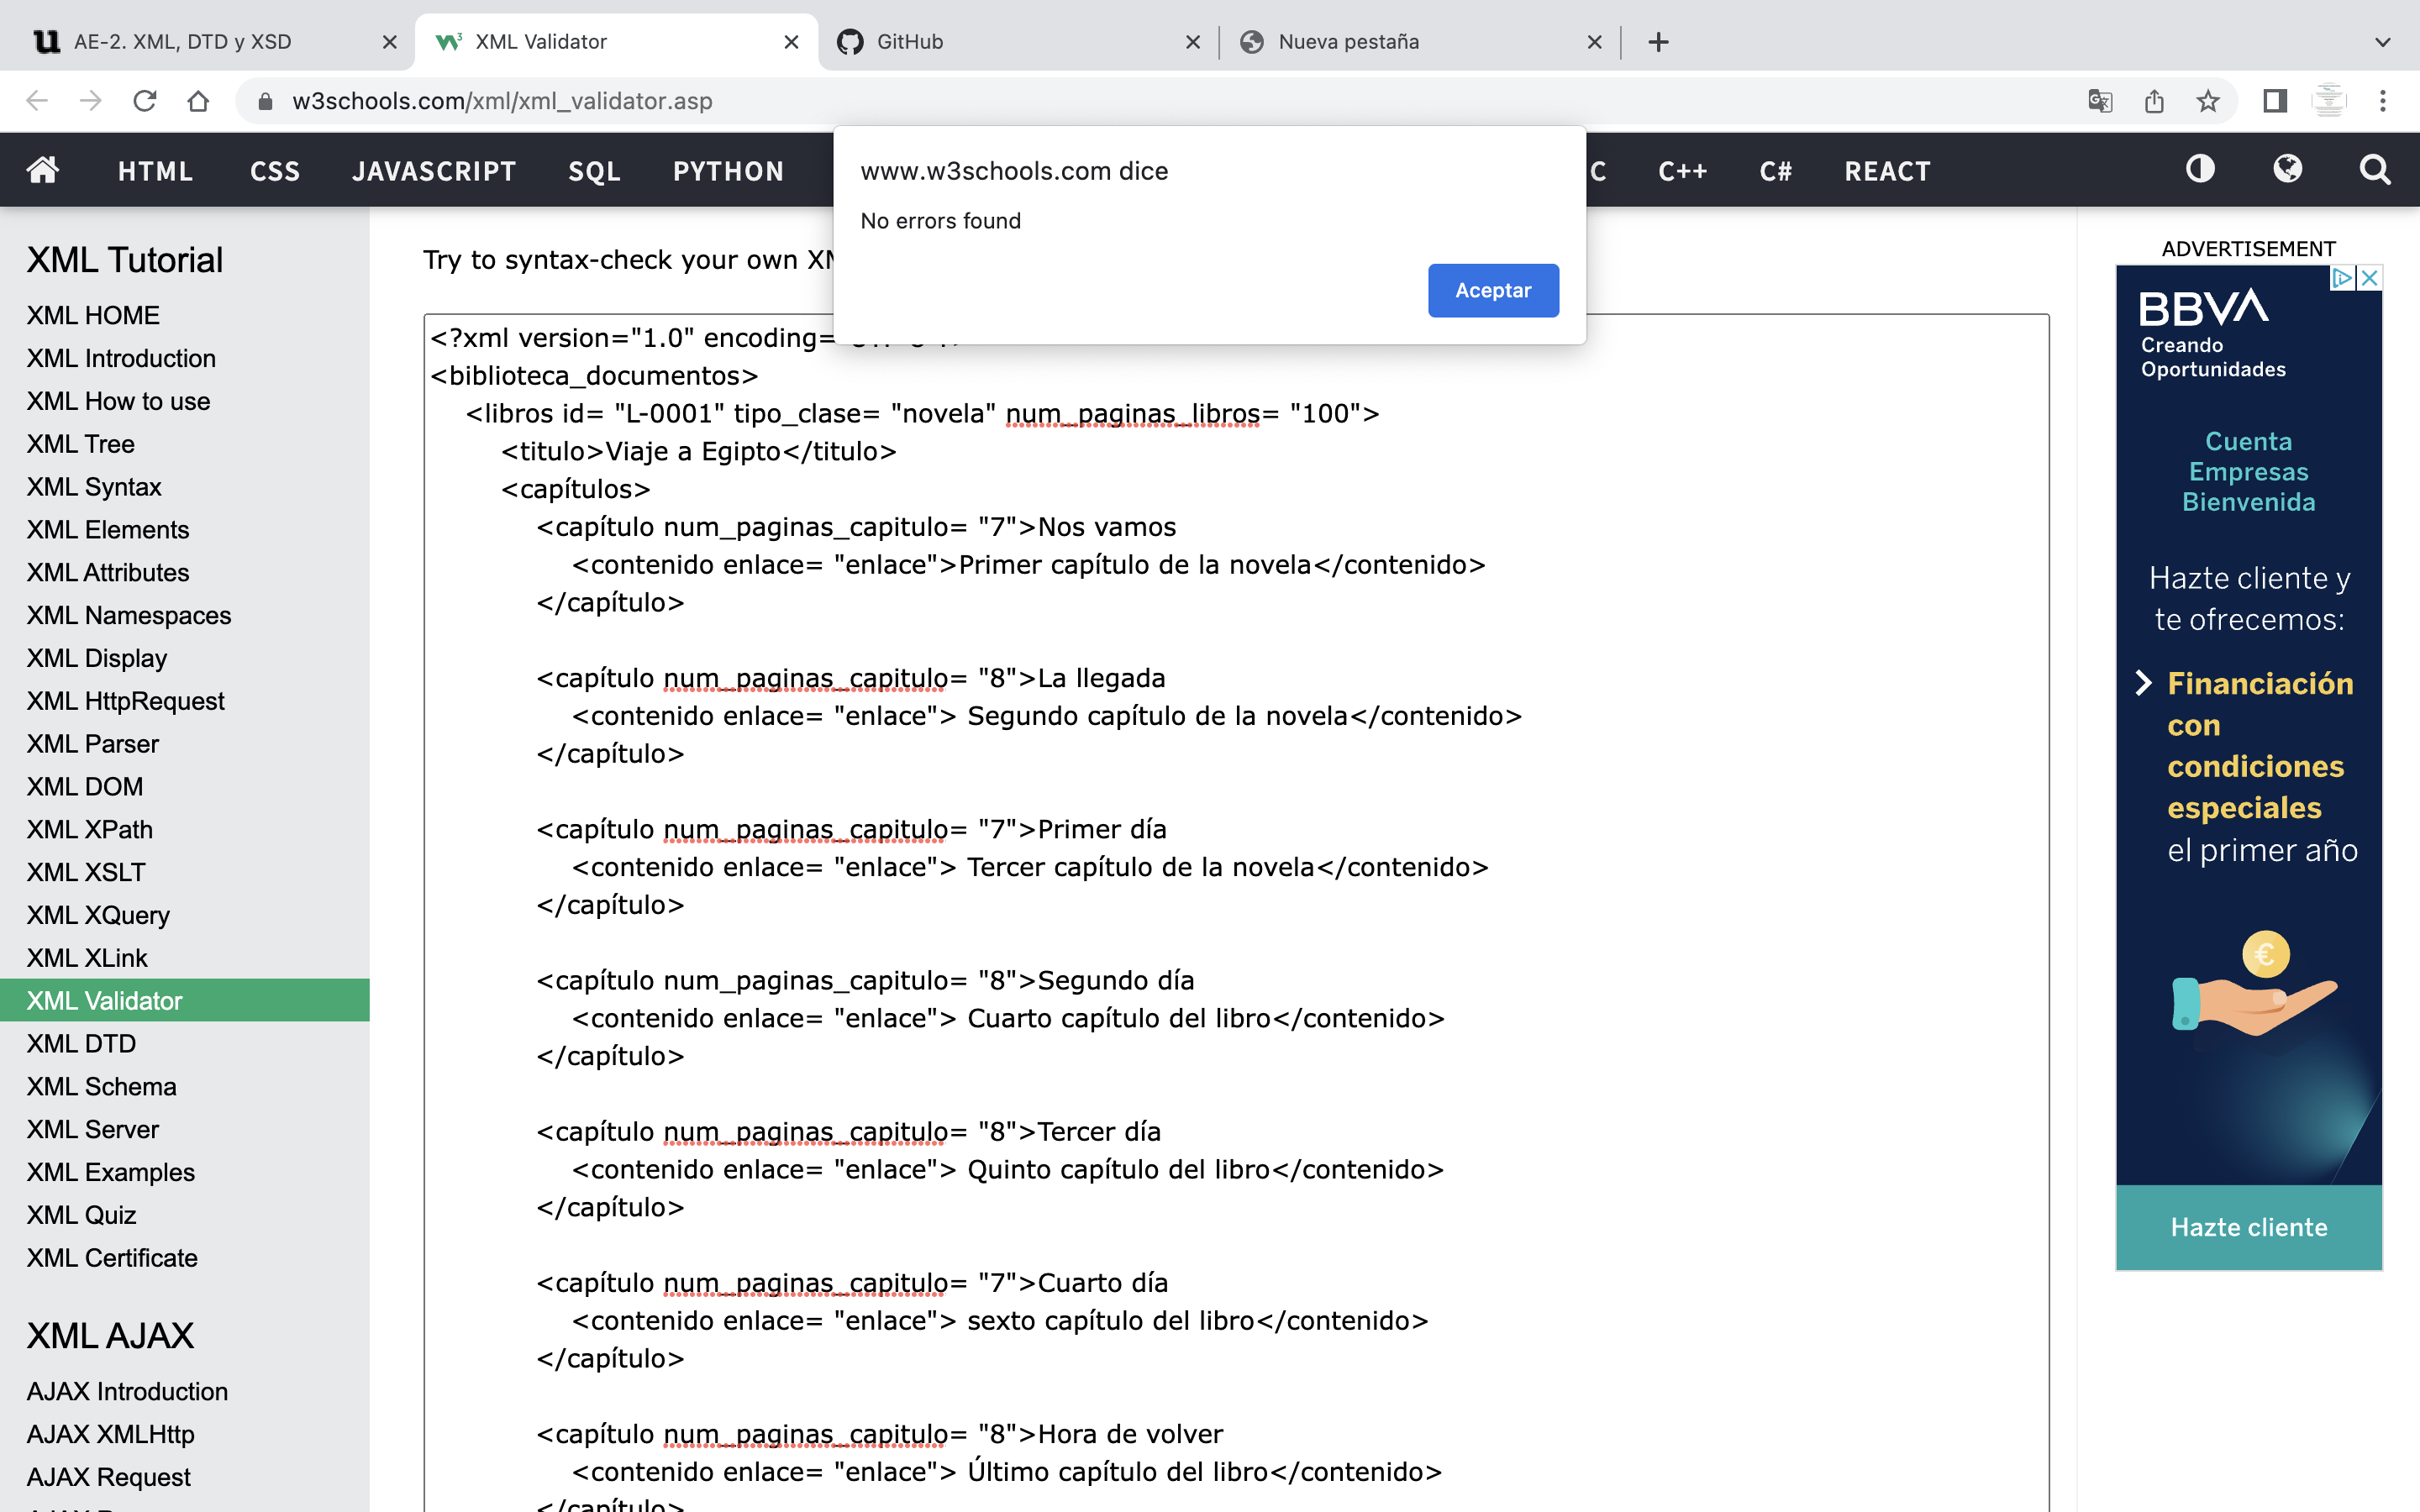 AE-2. XML, DTD y XSD
XML Validator
GitHub
Nueva pestaña
w3schools.com/xml/xml_validator.asp
HTML CSS JAVASCRIPT SQL PYTHON C C++ C# REACT
www.w3schools.com dice
No errors found
Aceptar
XML Tutorial
XML HOME
XML Introduction
XML How to use
XML Tree
XML Syntax
XML Elements
XML Attributes
XML Namespaces
XML Display
XML HttpRequest
XML Parser
XML DOM
XML XPath
XML XSLT
XML XQuery
XML XLink
XML Validator
XML DTD
XML Schema
XML Server
XML Examples
XML Quiz
XML Certificate
XML AJAX
AJAX Introduction
AJAX XMLHttp
AJAX Request
Try to syntax-check your own
<?xml version="1.0" encoding=
<biblioteca_documentos>
<libros id= "L-0001" tipo_clase= "novela" num_paginas_libros= "100">
<titulo>Viaje a Egipto</titulo>
<capítulos>
<capítulo num_paginas_capitulo= "7">Nos vamos
<contenido enlace= "enlace">Primer capítulo de la novela</contenido>
</capítulo>
<capítulo num_paginas_capitulo= "8">La llegada
<contenido enlace= "enlace"> Segundo capítulo de la novela</contenido>
</capítulo>
<capítulo num_paginas_capitulo= "7">Primer día
<contenido enlace= "enlace"> Tercer capítulo de la novela</contenido>
</capítulo>
<capítulo num_paginas_capitulo= "8">Segundo día
<contenido enlace= "enlace"> Cuarto capítulo del libro</contenido>
</capítulo>
<capítulo num_paginas_capitulo= "8">Tercer día
<contenido enlace= "enlace"> Quinto capítulo del libro</contenido>
</capítulo>
<capítulo num_paginas_capitulo= "7">Cuarto día
<contenido enlace= "enlace"> sexto capítulo del libro</contenido>
</capítulo>
<capítulo num_paginas_capitulo= "8">Hora de volver
<contenido enlace= "enlace"> Último capítulo del libro</contenido>
</capítulo>
ADVERTISEMENT
BBVA
Creando
Oportunidades
Cuenta
Empresas
Bienvenida
Hazte cliente y
te ofrecemos:
Financiación
con
condiciones
especiales
el primer año
€
Hazte cliente